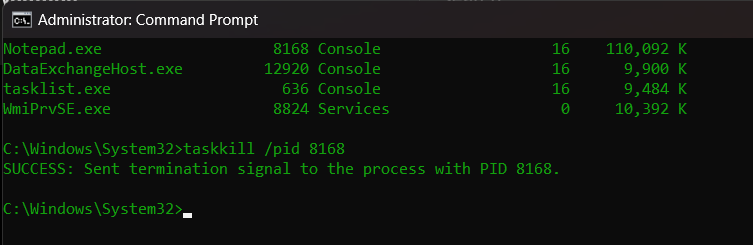 Administrator: Command Prompt
Notepad.exe                   8168 Console                   16    110,092 K
DataExchangeHost.exe         12920 Console                   16      9,900 K
tasklist.exe                   636 Console                   16      9,484 K
WmiPrvSE.exe                  8824 Services                   0     10,392 K
C:\Windows\System32>taskkill /pid 8168
SUCCESS: Sent termination signal to the process with PID 8168.
C:\Windows\System32>